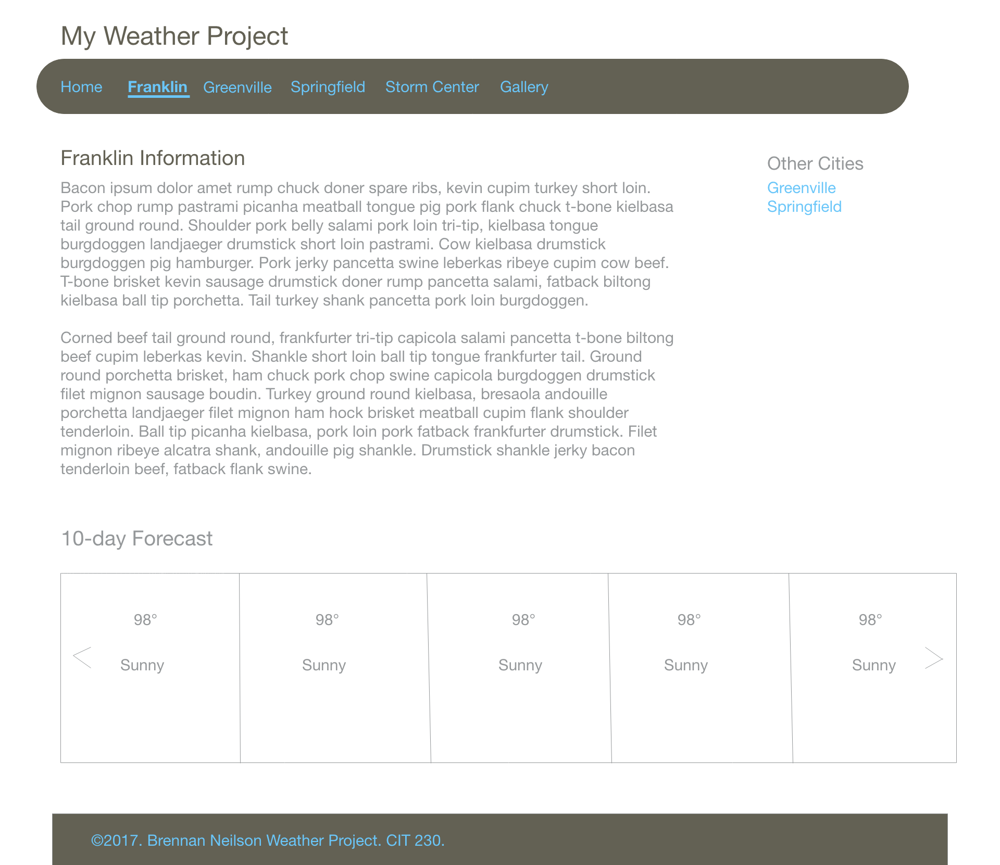 My Weather Project
Home Franklin Greenville Springfield Storm Center Gallery
Franklin Information
Bacon ipsum dolor amet rump chuck doner spare ribs, kevin cupim turkey short loin.
Pork chop rump pastrami picanha meatball tongue pig pork flank chuck t-bone kielbasa
tail ground round. Shoulder pork belly salami pork loin tri-tip, kielbasa tongue
burgdoggen landjaeger drumstick short loin pastrami. Cow kielbasa drumstick
burgdoggen pig hamburger. Pork jerky pancetta swine leberkas ribeye cupim cow beef.
T-bone brisket kevin sausage drumstick doner rump pancetta salami, fatback biltong
kielbasa ball tip porchetta. Tail turkey shank pancetta pork loin burgdoggen.
Corned beef tail ground round, frankfurter tri-tip capicola salami pancetta t-bone biltong
beef cupim leberkas kevin. Shankle short loin ball tip tongue frankfurter tail. Ground
round porchetta brisket, ham chuck pork chop swine capicola burgdoggen drumstick
filet mignon sausage boudin. Turkey ground round kielbasa, bresaola andouille
porchetta landjaeger filet mignon ham hock brisket meatball cupim flank shoulder
tenderloin. Ball tip picanha kielbasa, pork loin pork fatback frankfurter drumstick. Filet
mignon ribeye alcatra shank, andouille pig shankle. Drumstick shankle jerky bacon
tenderloin beef, fatback flank swine.
Other Cities
Greenville
Springfield
10-day Forecast
98° 98° 98° 98° 98°
Sunny Sunny Sunny Sunny Sunny
©2017. Brennan Neilson Weather Project. CIT 230.